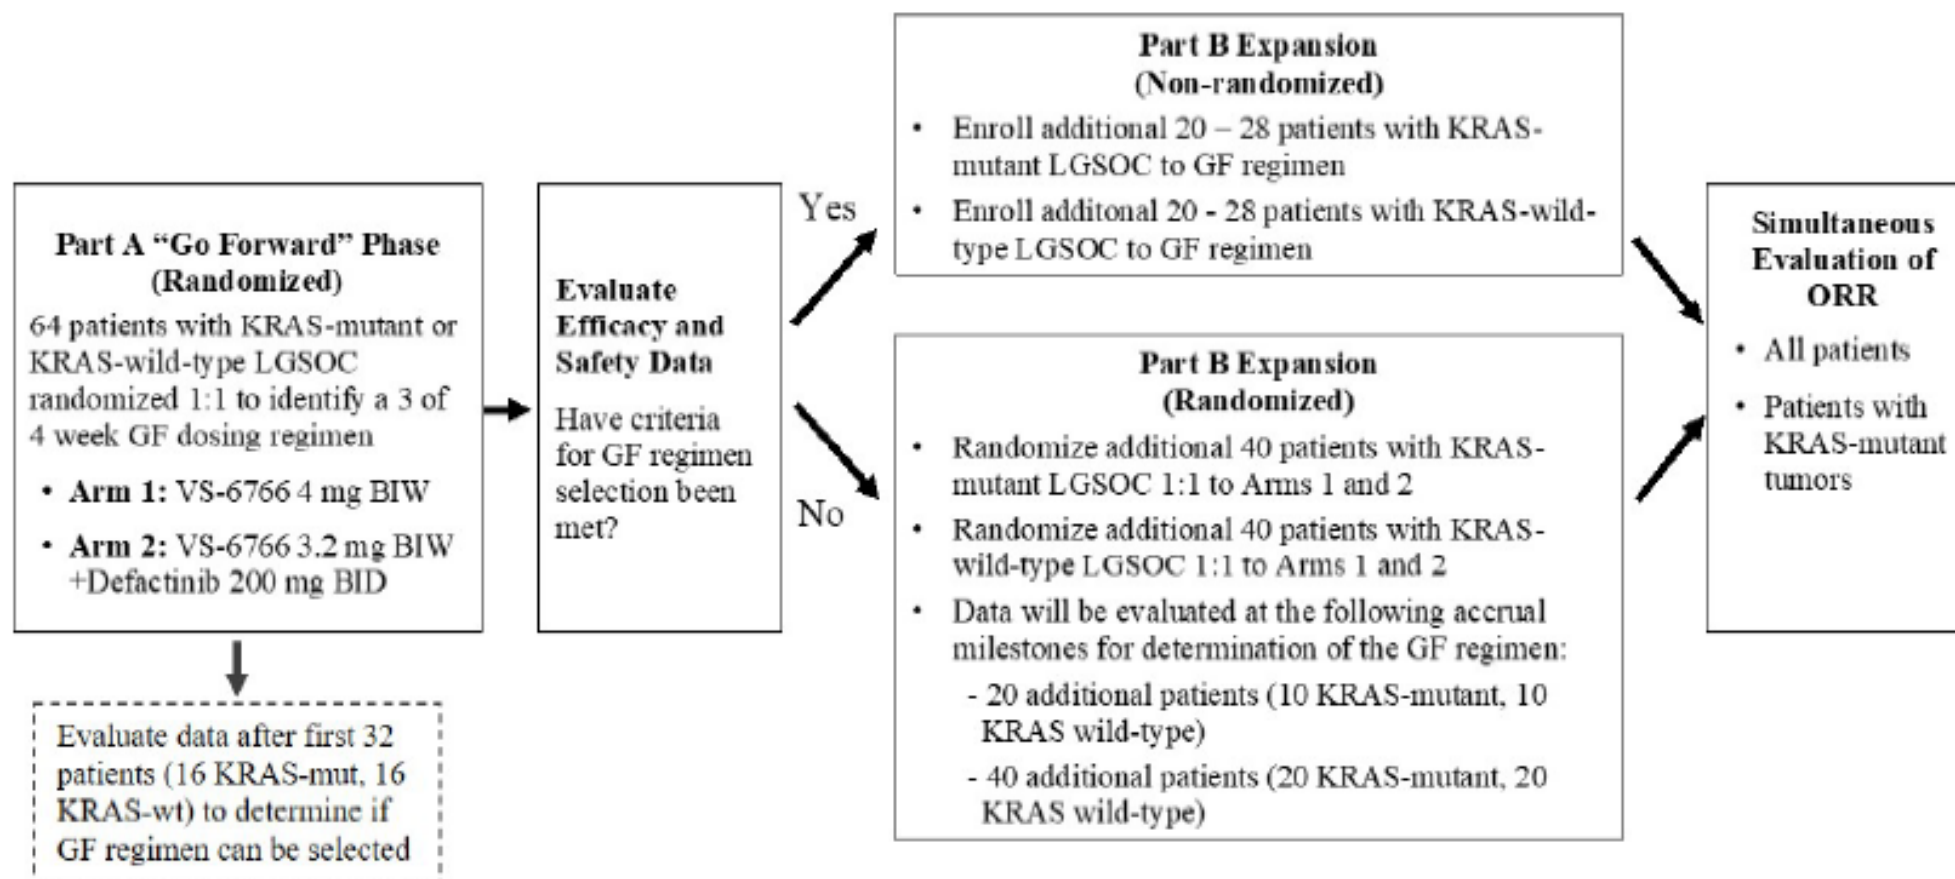 Part A “Go Forward” Phase
(Randomized)
64 patients with KRAS-mutant or
KRAS-wild-type LGSOC
randomized 1:1 to identify a 3 of
4 week GF dosing regimen
• Arm 1: VS-6766 4 mg BIW
• Arm 2: VS-6766 3.2 mg BIW
+Defactinib 200 mg BID
Evaluate data after first 32
patients (16 KRAS-mut, 16
KRAS-wt) to determine if
GF regimen can be selected
Evaluate
Efficacy and
Safety Data
Have criteria
for GF regimen
selection been
met?
Yes
No
Part B Expansion
(Non-randomized)
• Enroll additional 20 – 28 patients with KRAS-
mutant LGSOC to GF regimen
• Enroll additonal 20 - 28 patients with KRAS-wild-
type LGSOC to GF regimen
Part B Expansion
(Randomized)
• Randomize additional 40 patients with KRAS-
mutant LGSOC 1:1 to Arms 1 and 2
• Randomize additional 40 patients with KRAS-
wild-type LGSOC 1:1 to Arms 1 and 2
• Data will be evaluated at the following accrual
milestones for determination of the GF regimen:
- 20 additional patients (10 KRAS-mutant, 10
KRAS wild-type)
- 40 additional patients (20 KRAS-mutant, 20
KRAS wild-type)
Simultaneous
Evaluation of
ORR
• All patients
• Patients with
KRAS-mutant
tumors